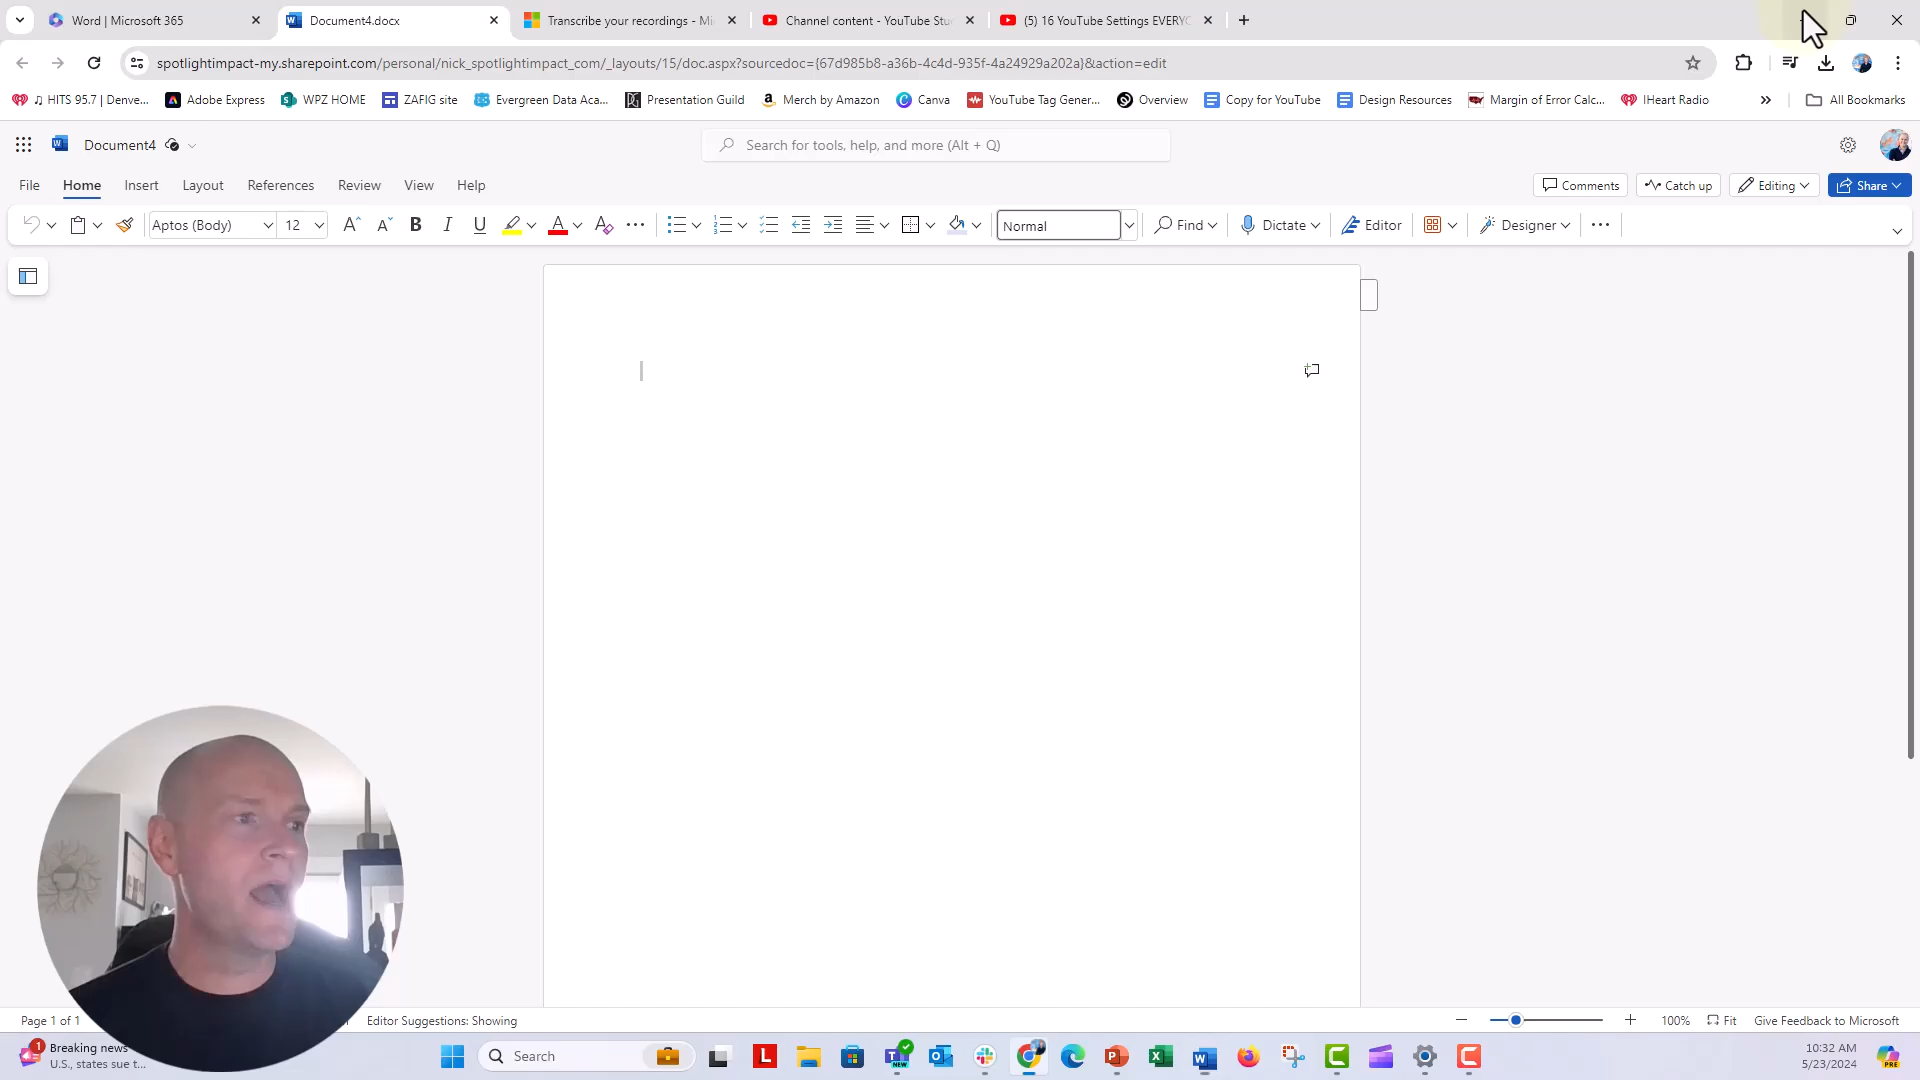 Word | Microsoft 365
Document4.docx
Transcribe your recordings - Mi
Channel content - YouTube Stu
(5) 16 YouTube Settings EVERYO
spotlightimpact-my.sharepoint.com/personal/nick_spotlightimpact_com/_layouts/15/doc.aspx?sourcedoc={67d985b8-a36b-4c4d-935f-4a24929a202a}&action=edit
♫ HITS 95.7 | Denve...
Adobe Express
WPZ HOME
ZAFIG site
Evergreen Data Aca...
Presentation Guild
Merch by Amazon
Canva
YouTube Tag Gener...
Overview
Copy for YouTube
Design Resources
Margin of Error Calc...
IHeart Radio
All Bookmarks
Document4
Search for tools, help, and more (Alt + Q)
File
Home
Insert
Layout
References
Review
View
Help
Comments
Catch up
Editing
Share
Aptos (Body)
12
Normal
Find
Dictate
Editor
Designer
Page 1 of 1
Editor Suggestions: Showing
100%
Fit
Give Feedback to Microsoft
1
Breaking news
U.S., states sue t...
Search
NEW
PRE
10:32 AM
5/23/2024